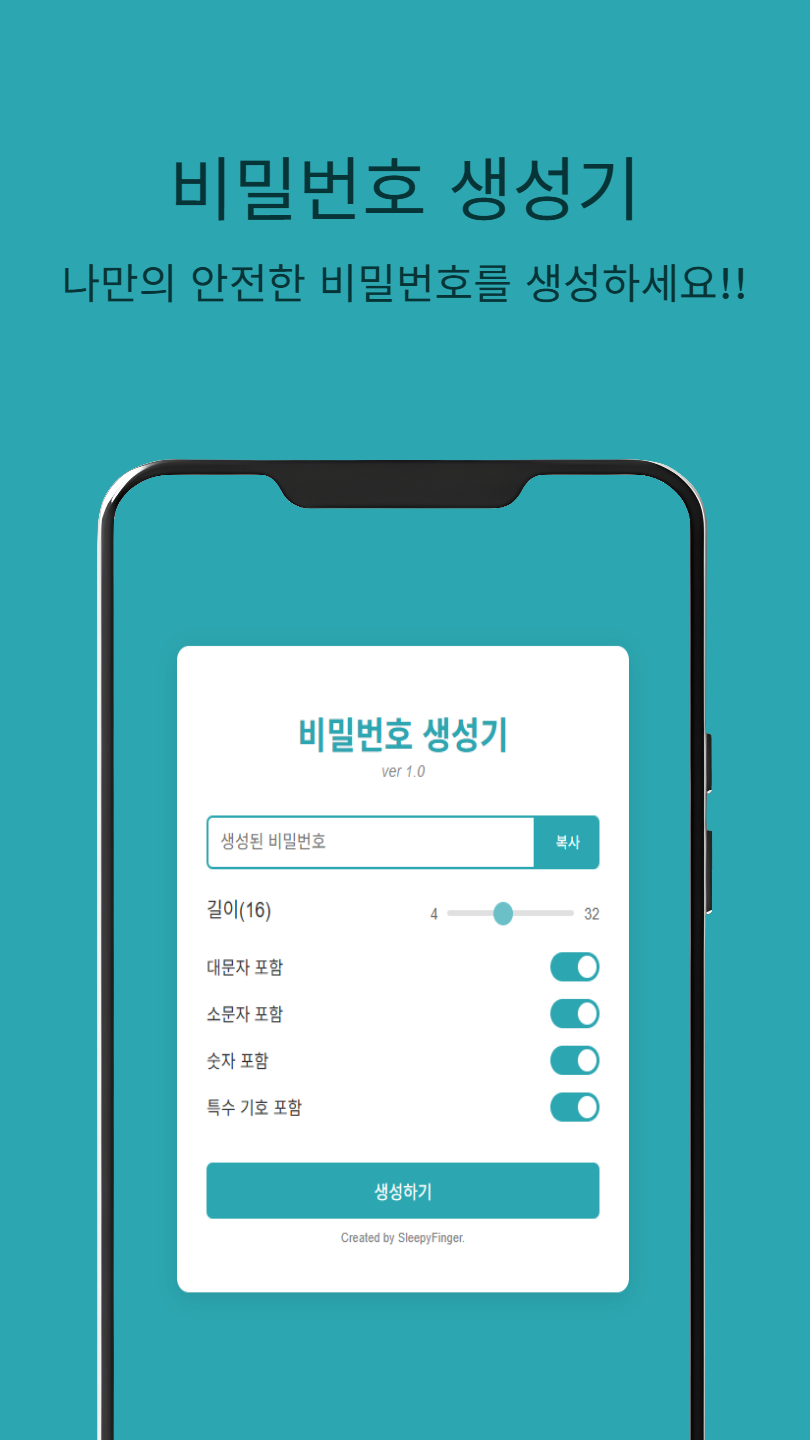 비밀번호 생성기
나만의 안전한 비밀번호를 생성하세요!!
비밀번호 생성기
ver 1.0
생성된 비밀번호 복사
길이(16) 4 32
대문자 포함
소문자 포함
숫자 포함
특수 기호 포함
생성하기
Created by SleepyFinger.